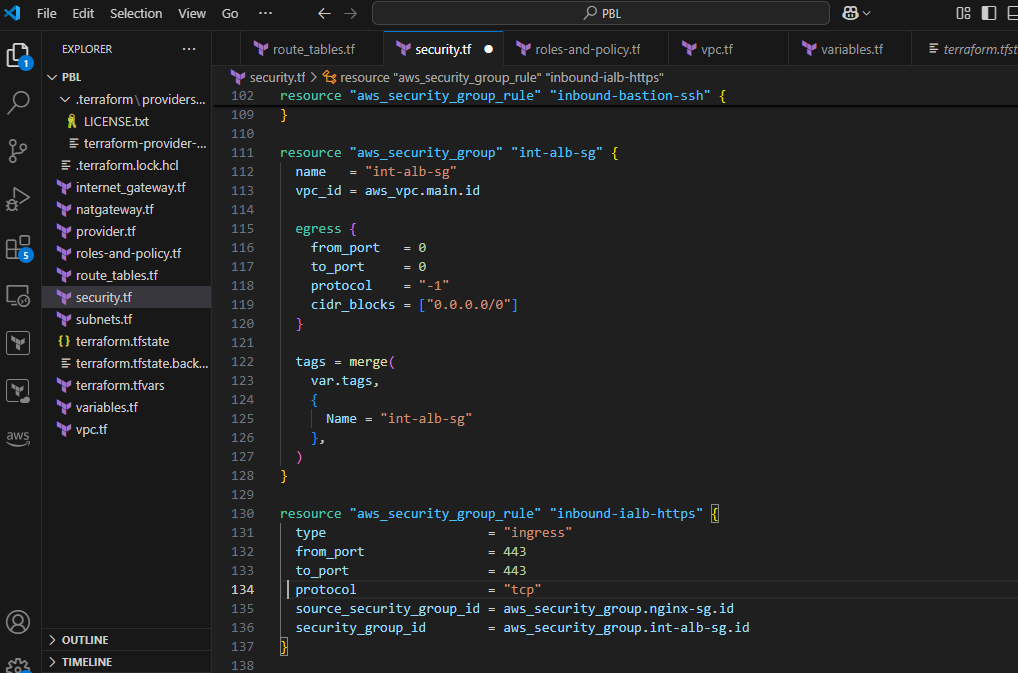 File Edit Selection View Go ··· PBL
EXPLORER ···
route_tables.tf security.tf roles-and-policy.tf vpc.tf variables.tf terraform.tfst
security.tf > resource "aws_security_group_rule" "inbound-ialb-https"
1
PBL
.terraform\providers...
LICENSE.txt
terraform-provider-...
.terraform.lock.hcl
internet_gateway.tf
natgateway.tf
provider.tf
roles-and-policy.tf
route_tables.tf
security.tf
subnets.tf
{} terraform.tfstate
terraform.tfstate.back...
terraform.tfvars
variables.tf
vpc.tf
5
aws
OUTLINE
TIMELINE
102 resource "aws_security_group_rule" "inbound-bastion-ssh" {
109 }
110
111 resource "aws_security_group" "int-alb-sg" {
112 name   = "int-alb-sg"
113 vpc_id = aws_vpc.main.id
114
115 egress {
116 from_port   = 0
117 to_port     = 0
118 protocol    = "-1"
119 cidr_blocks = ["0.0.0.0/0"]
120 }
121
122 tags = merge(
123 var.tags,
124 {
125 Name = "int-alb-sg"
126 },
127 )
128 }
129
130 resource "aws_security_group_rule" "inbound-ialb-https" {
131 type                     = "ingress"
132 from_port                = 443
133 to_port                  = 443
134 protocol                 = "tcp"
135 source_security_group_id = aws_security_group.nginx-sg.id
136 security_group_id        = aws_security_group.int-alb-sg.id
137 }
138